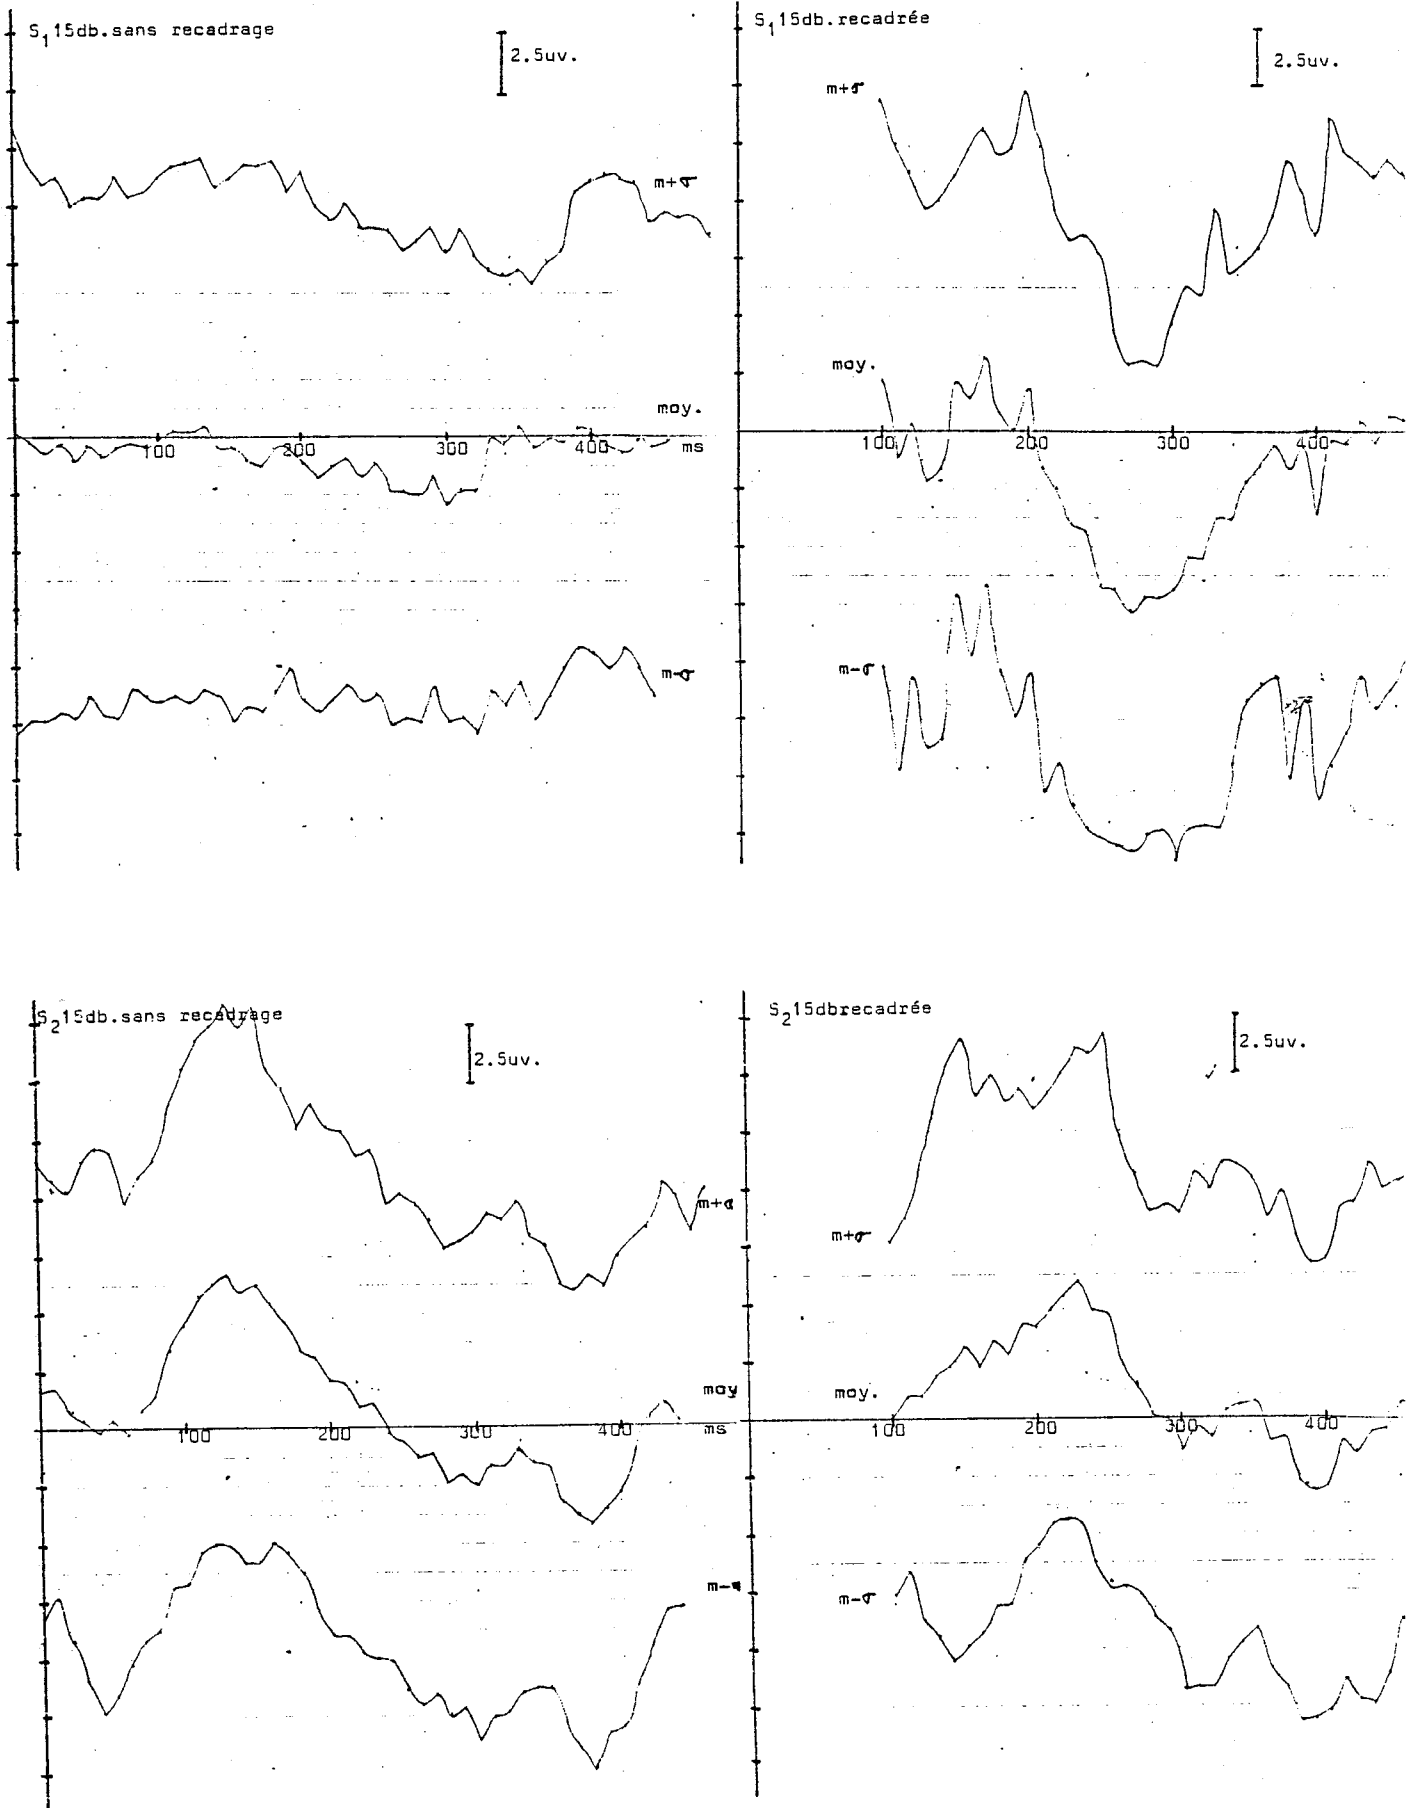 S₁15db.sans recadrage
2.5uv.
m+σ
moy.
100 200 300 400 ms
m-σ
S₁15db.recadrée
2.5uv.
m+σ
moy.
100 200 300 400
m-σ
S₂15db.sans recadrage
2.5uv.
m+σ
moy
100 200 300 400 ms
m-σ
S₂15dbrecadrée
2.5uv.
m+σ
moy.
100 200 300 400
m-σ